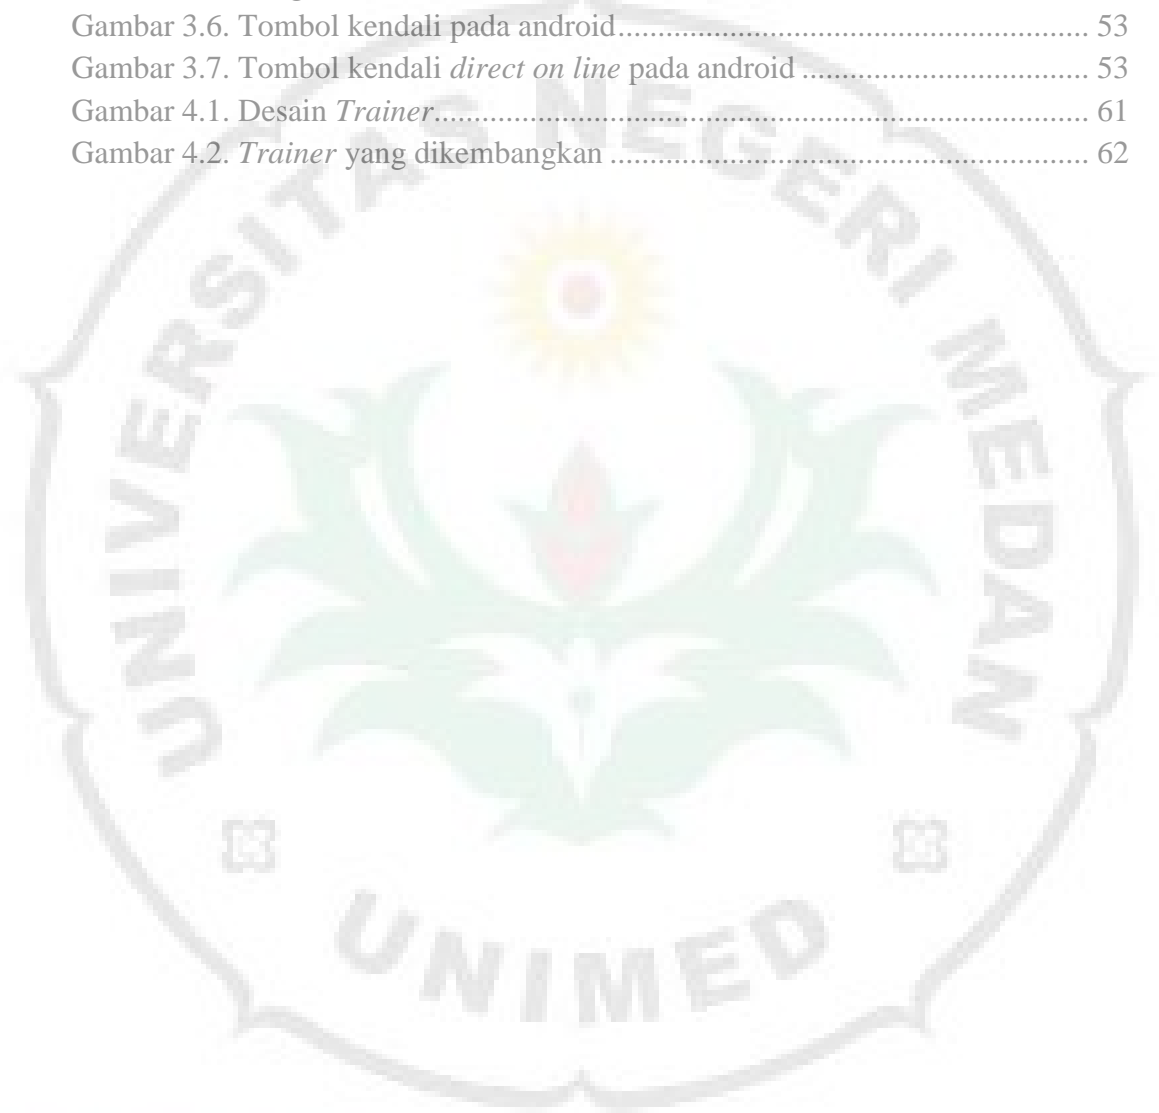 Gambar 3.6. Tombol kendali pada android.............................................................. 53
Gambar 3.7. Tombol kendali direct on line pada android ...................................... 53
Gambar 4.1. Desain Trainer..................................................................................... 61
Gambar 4.2. Trainer yang dikembangkan ............................................................... 62
UNIVERSITAS NEGERI MEDAN
UNIMED